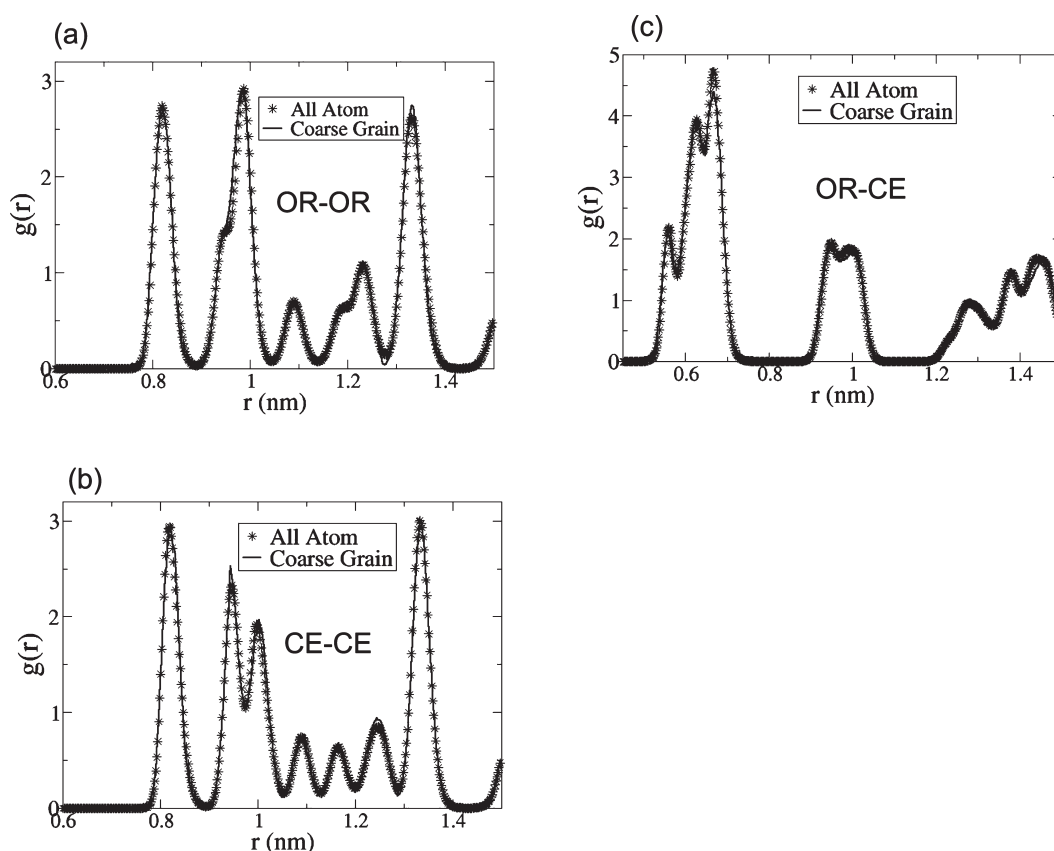 (a)
3
2
1
0
g(r)
0.6 0.8 1 1.2 1.4
r (nm)
All Atom
Coarse Grain
OR-OR
(c)
5
4
3
2
1
0
g(r)
0.6 0.8 1 1.2 1.4
r (nm)
All Atom
Coarse Grain
OR-CE
(b)
3
2
1
0
g(r)
0.6 0.8 1 1.2 1.4
r (nm)
All Atom
Coarse Grain
CE-CE